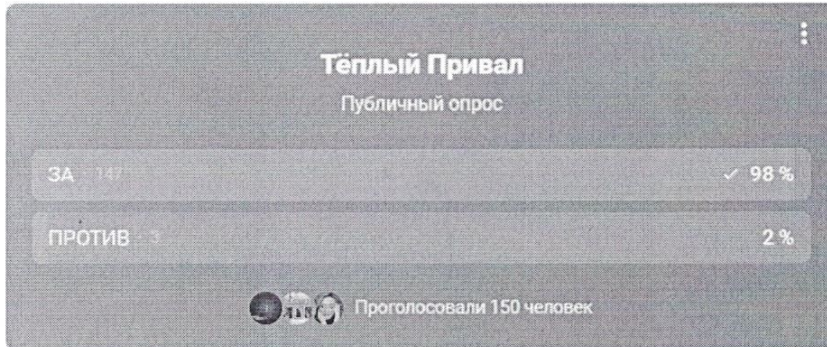 Тёплый Привал
Публичный опрос
ЗА · 147
98 %
ПРОТИВ · 3
2 %
Проголосовали 150 человек